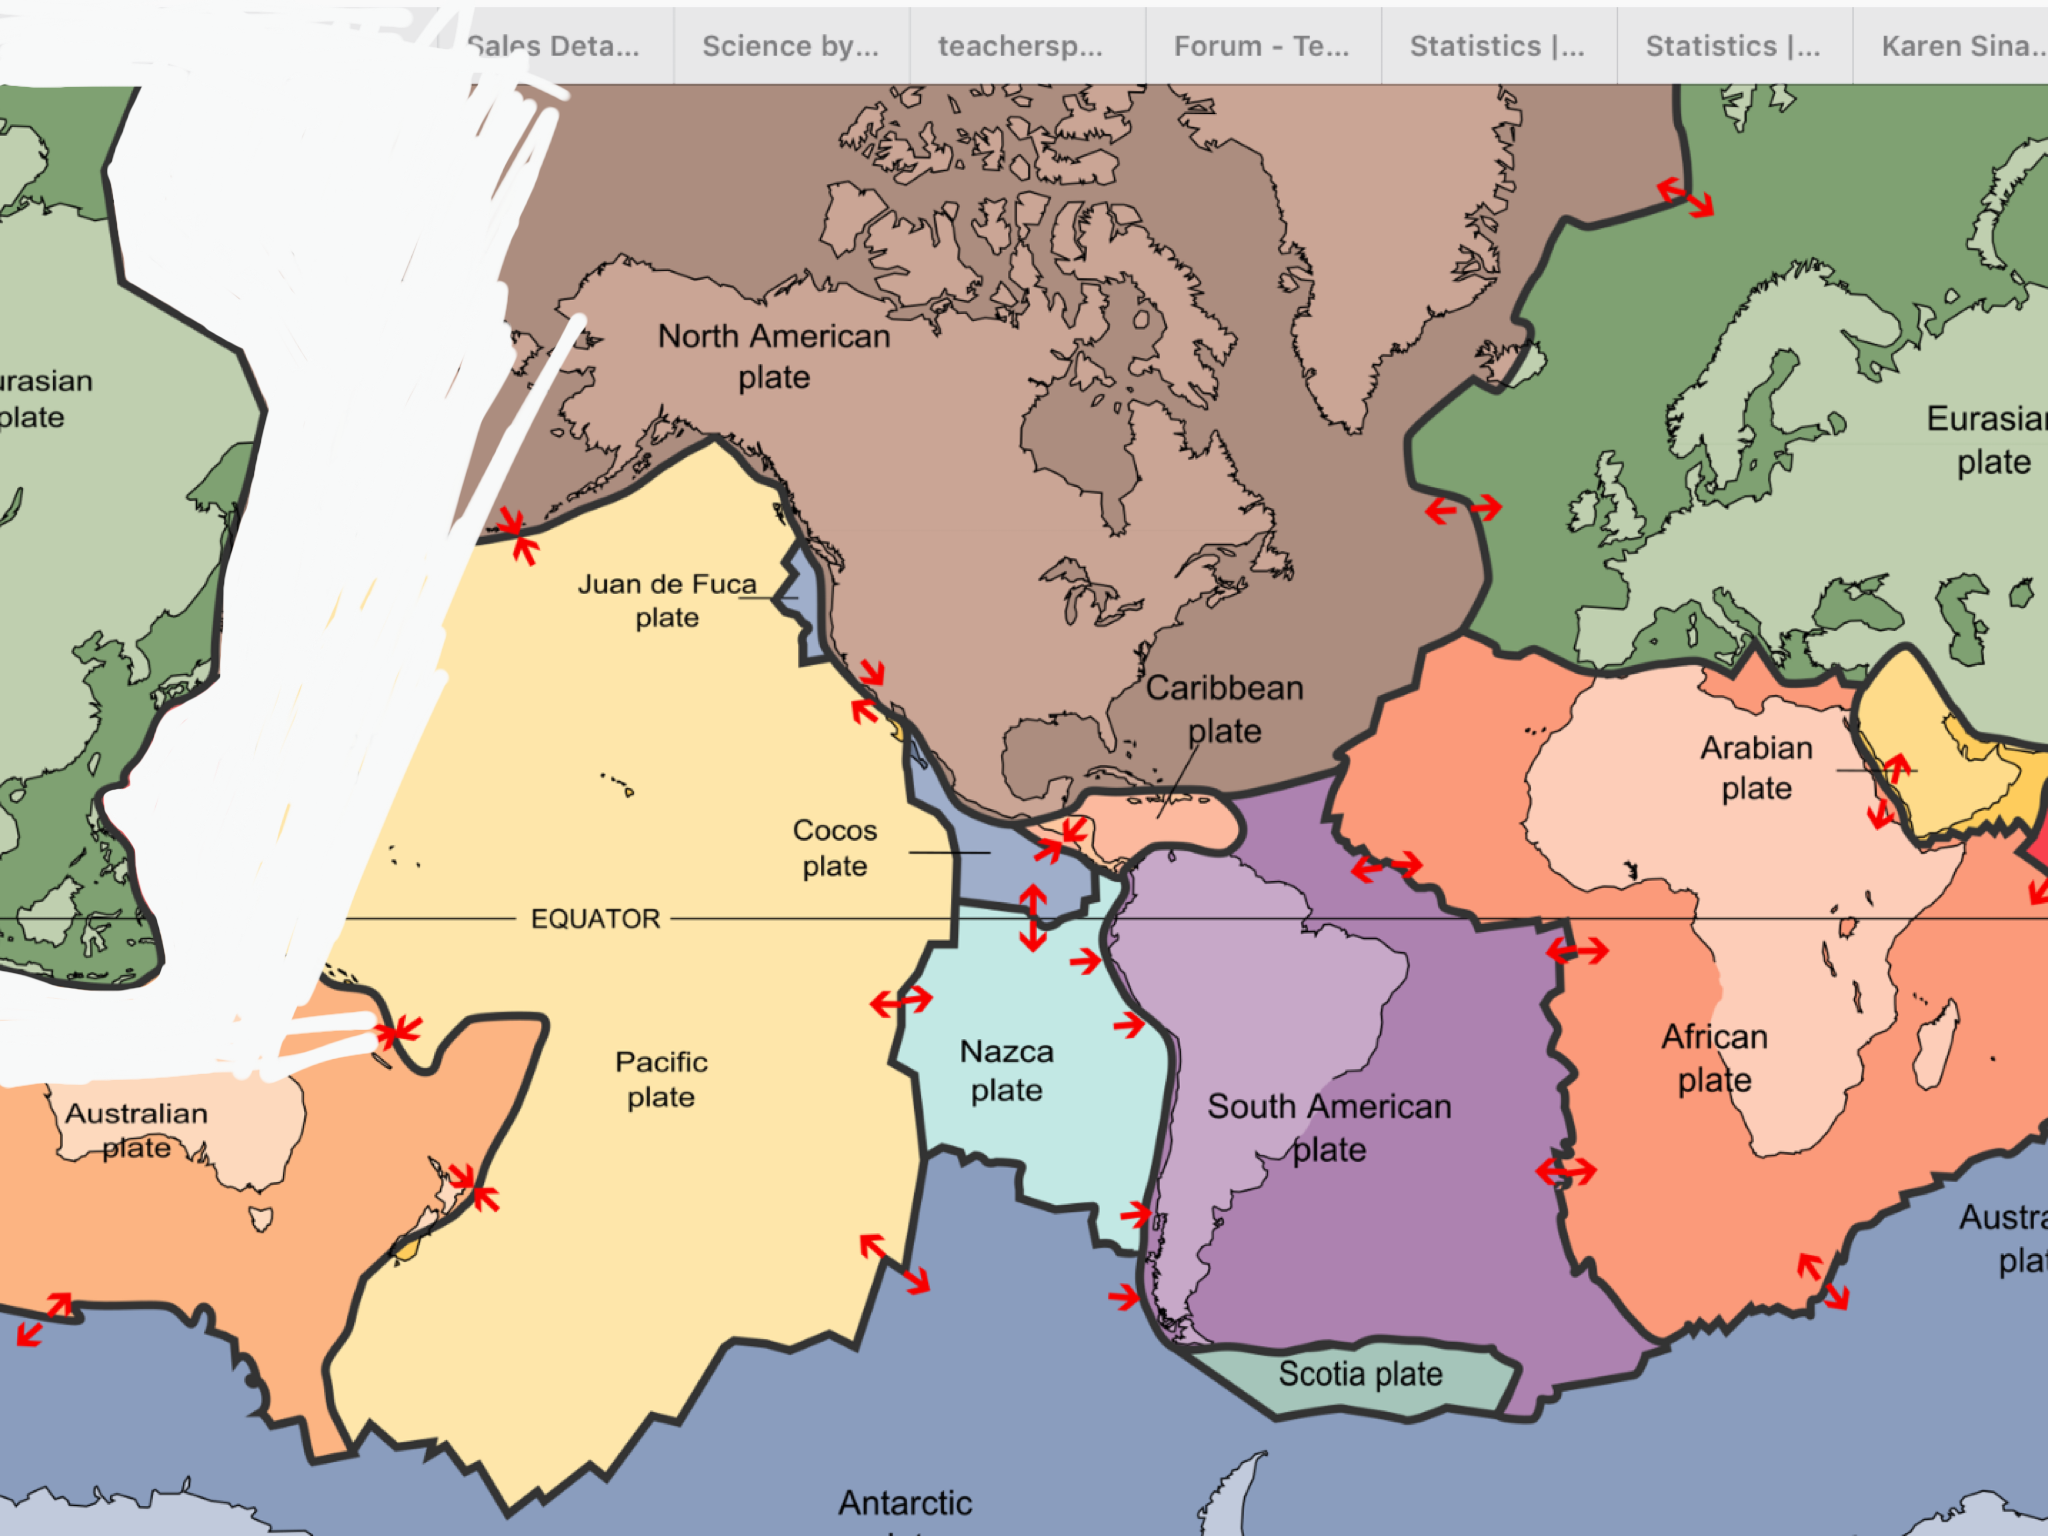 Sales Deta...
Science by...
teachersp...
Forum - Te...
Statistics |...
Statistics |...
Karen Sina...
urasian
plate
North American
plate
Eurasian
plate
Juan de Fuca
plate
Caribbean
plate
Arabian
plate
Cocos
plate
EQUATOR
Pacific
plate
Nazca
plate
African
plate
Australian
plate
South American
plate
Austra
plat
Scotia plate
Antarctic